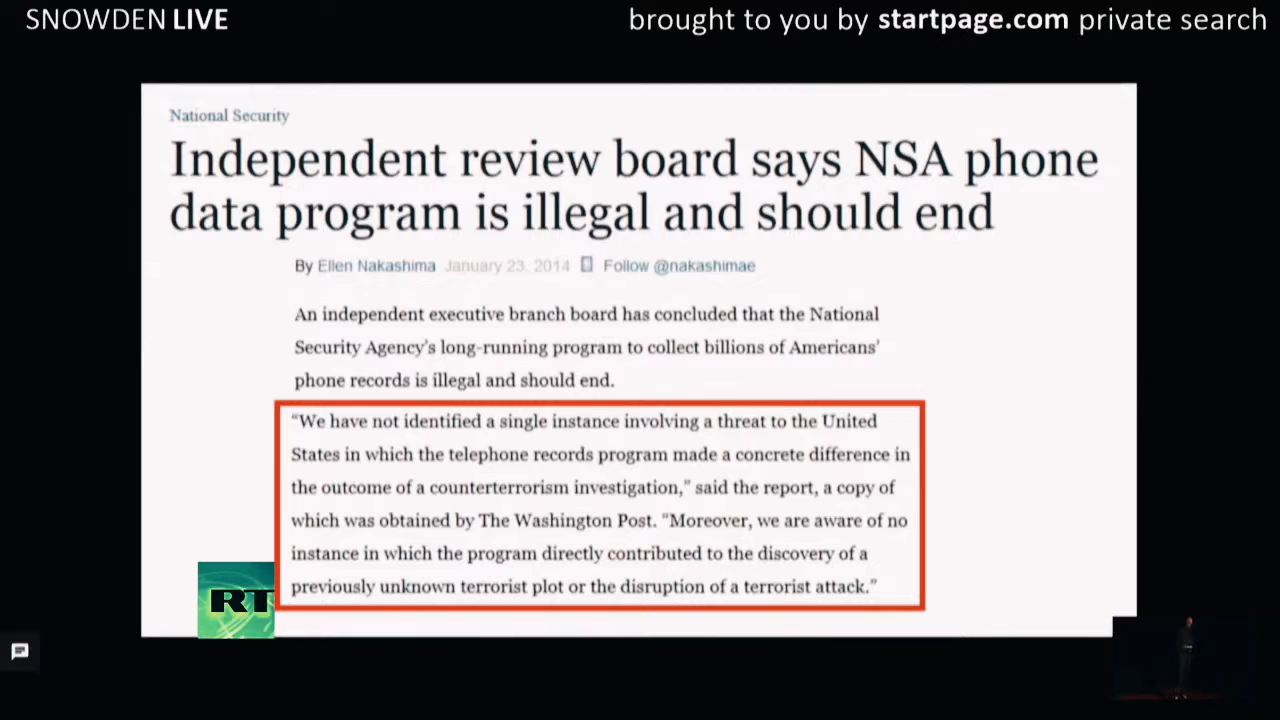 SNOWDEN LIVE
brought to you by startpage.com private search
National Security
Independent review board says NSA phone
data program is illegal and should end
By Ellen Nakashima January 23, 2014 Follow @nakashimae
An independent executive branch board has concluded that the National
Security Agency's long-running program to collect billions of Americans'
phone records is illegal and should end.
"We have not identified a single instance involving a threat to the United
States in which the telephone records program made a concrete difference in
the outcome of a counterterrorism investigation," said the report, a copy of
which was obtained by The Washington Post. "Moreover, we are aware of no
instance in which the program directly contributed to the discovery of a
previously unknown terrorist plot or the disruption of a terrorist attack."
RT